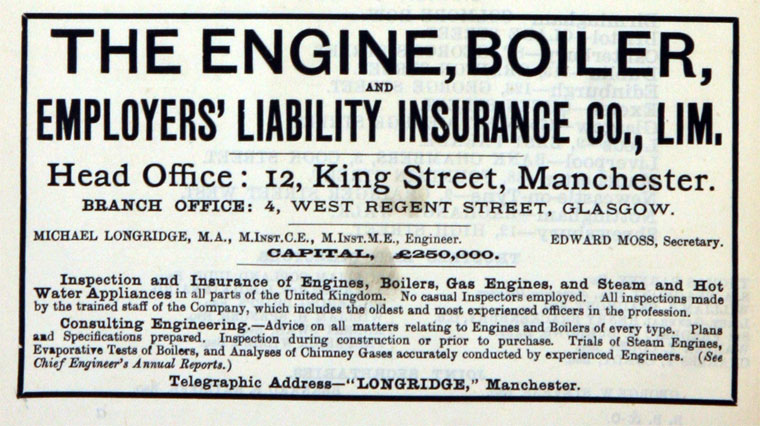 THE ENGINE, BOILER,
AND
EMPLOYERS' LIABILITY INSURANCE CO., LIM.
Head Office: 12, King Street, Manchester.
BRANCH OFFICE: 4, WEST REGENT STREET, GLASGOW.
MICHAEL LONGRIDGE, M.A., M.INST.C.E., M.INST.M.E., Engineer. EDWARD MOSS, Secretary.
CAPITAL, £250,000.
Inspection and Insurance of Engines, Boilers, Gas Engines, and Steam and Hot
Water Appliances in all parts of the United Kingdom. No casual Inspectors employed. All inspections made
by the trained staff of the Company, which includes the oldest and most experienced officers in the profession.
Consulting Engineering.—Advice on all matters relating to Engines and Boilers of every type. Plans
and Specifications prepared. Inspection during construction or prior to purchase. Trials of Steam Engines,
Evaporative Tests of Boilers, and Analyses of Chimney Gases accurately conducted by experienced Engineers. (See
Chief Engineer's Annual Reports.)
Telegraphic Address—"LONGRIDGE," Manchester.